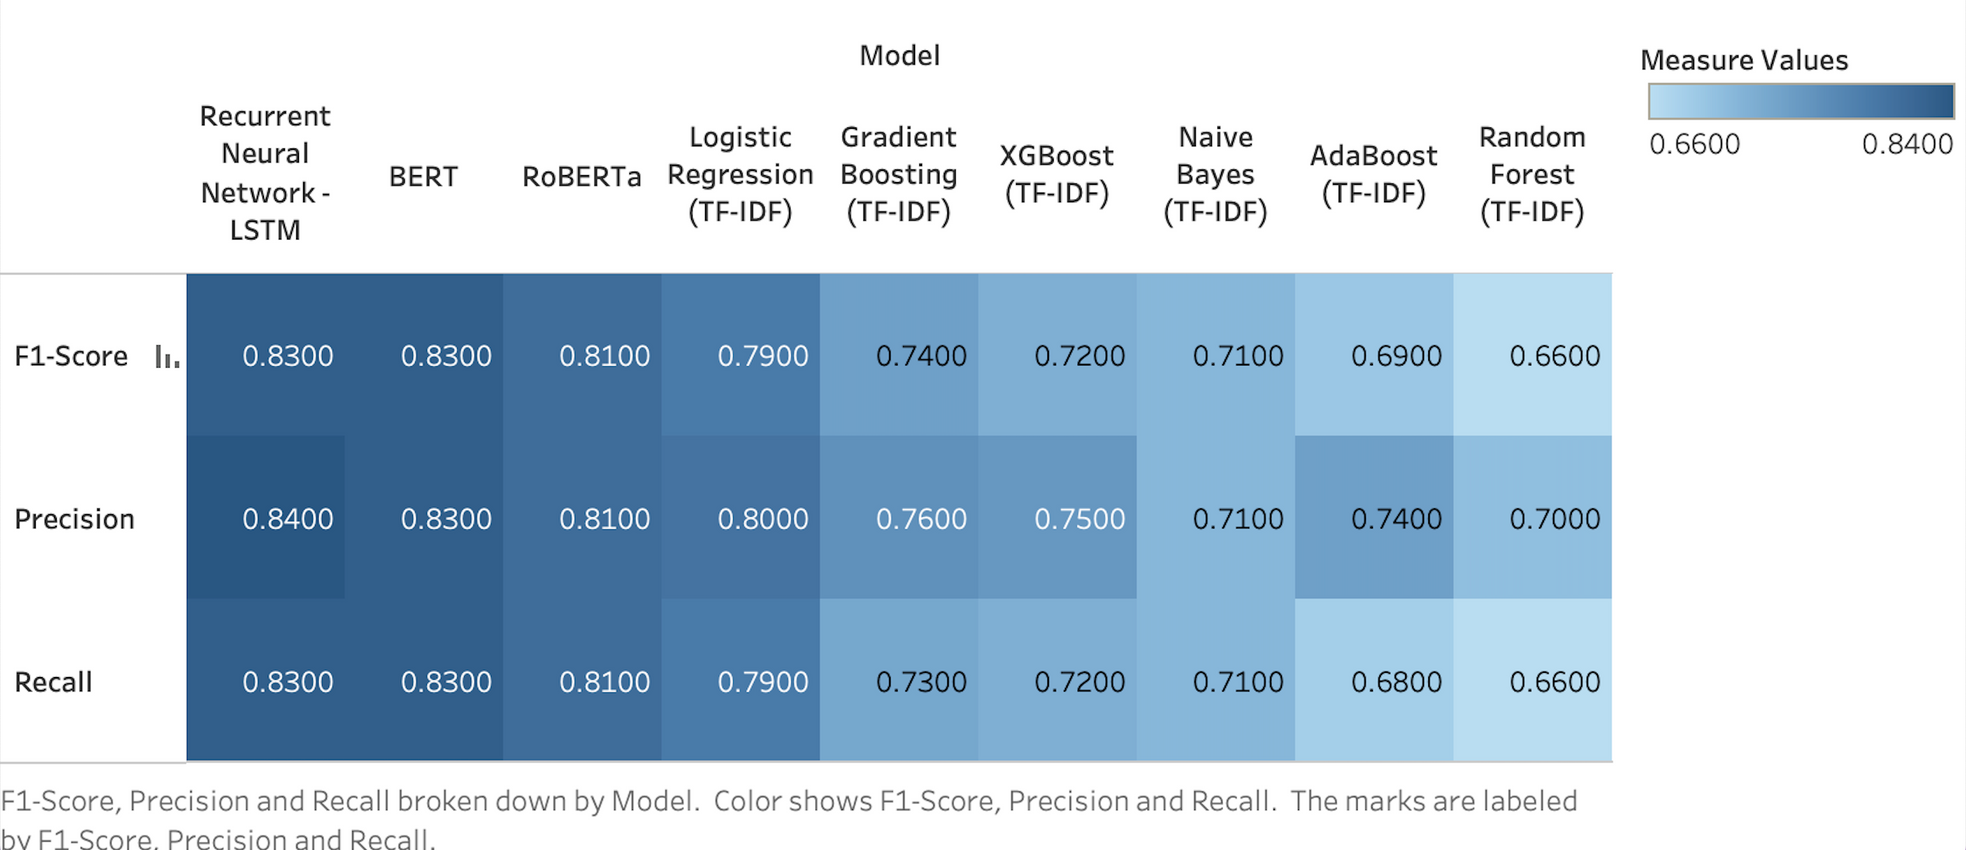 Model
Measure Values
0.6600 0.8400
Recurrent
Neural
Network -
LSTM
BERT
RoBERTa
Logistic
Regression
(TF-IDF)
Gradient
Boosting
(TF-IDF)
XGBoost
(TF-IDF)
Naive
Bayes
(TF-IDF)
AdaBoost
(TF-IDF)
Random
Forest
(TF-IDF)
F1-Score 0.8300 0.8300 0.8100 0.7900 0.7400 0.7200 0.7100 0.6900 0.6600
Precision 0.8400 0.8300 0.8100 0.8000 0.7600 0.7500 0.7100 0.7400 0.7000
Recall 0.8300 0.8300 0.8100 0.7900 0.7300 0.7200 0.7100 0.6800 0.6600
F1-Score, Precision and Recall broken down by Model. Color shows F1-Score, Precision and Recall. The marks are labeled
by F1-Score, Precision and Recall.